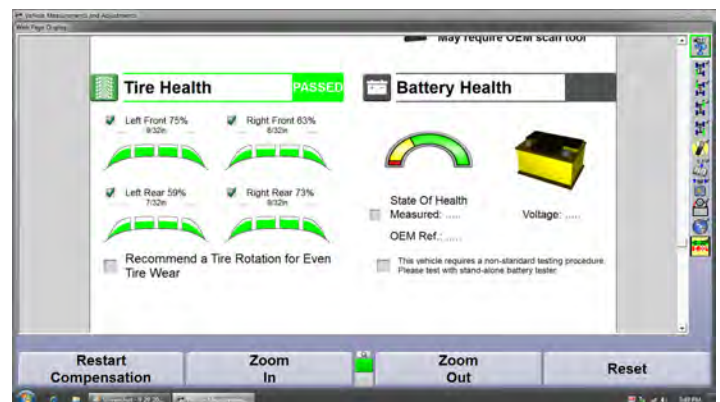 Vehicle Measurements and Adjustments
Web Page Display
May require OEM scan tool
Tire Health
PASSED
Battery Health
Left Front 75%
9/32in
Right Front 63%
8/32in
Left Rear 59%
7/32in
Right Rear 73%
9/32in
State Of Health
Measured: .....
Voltage: .....
OEM Ref.: .....
Recommend a Tire Rotation for Even
Tire Wear
This vehicle requires a non-standard testing procedure.
Please test with stand-alone battery tester.
Restart
Compensation
Zoom
In
Zoom
Out
Reset